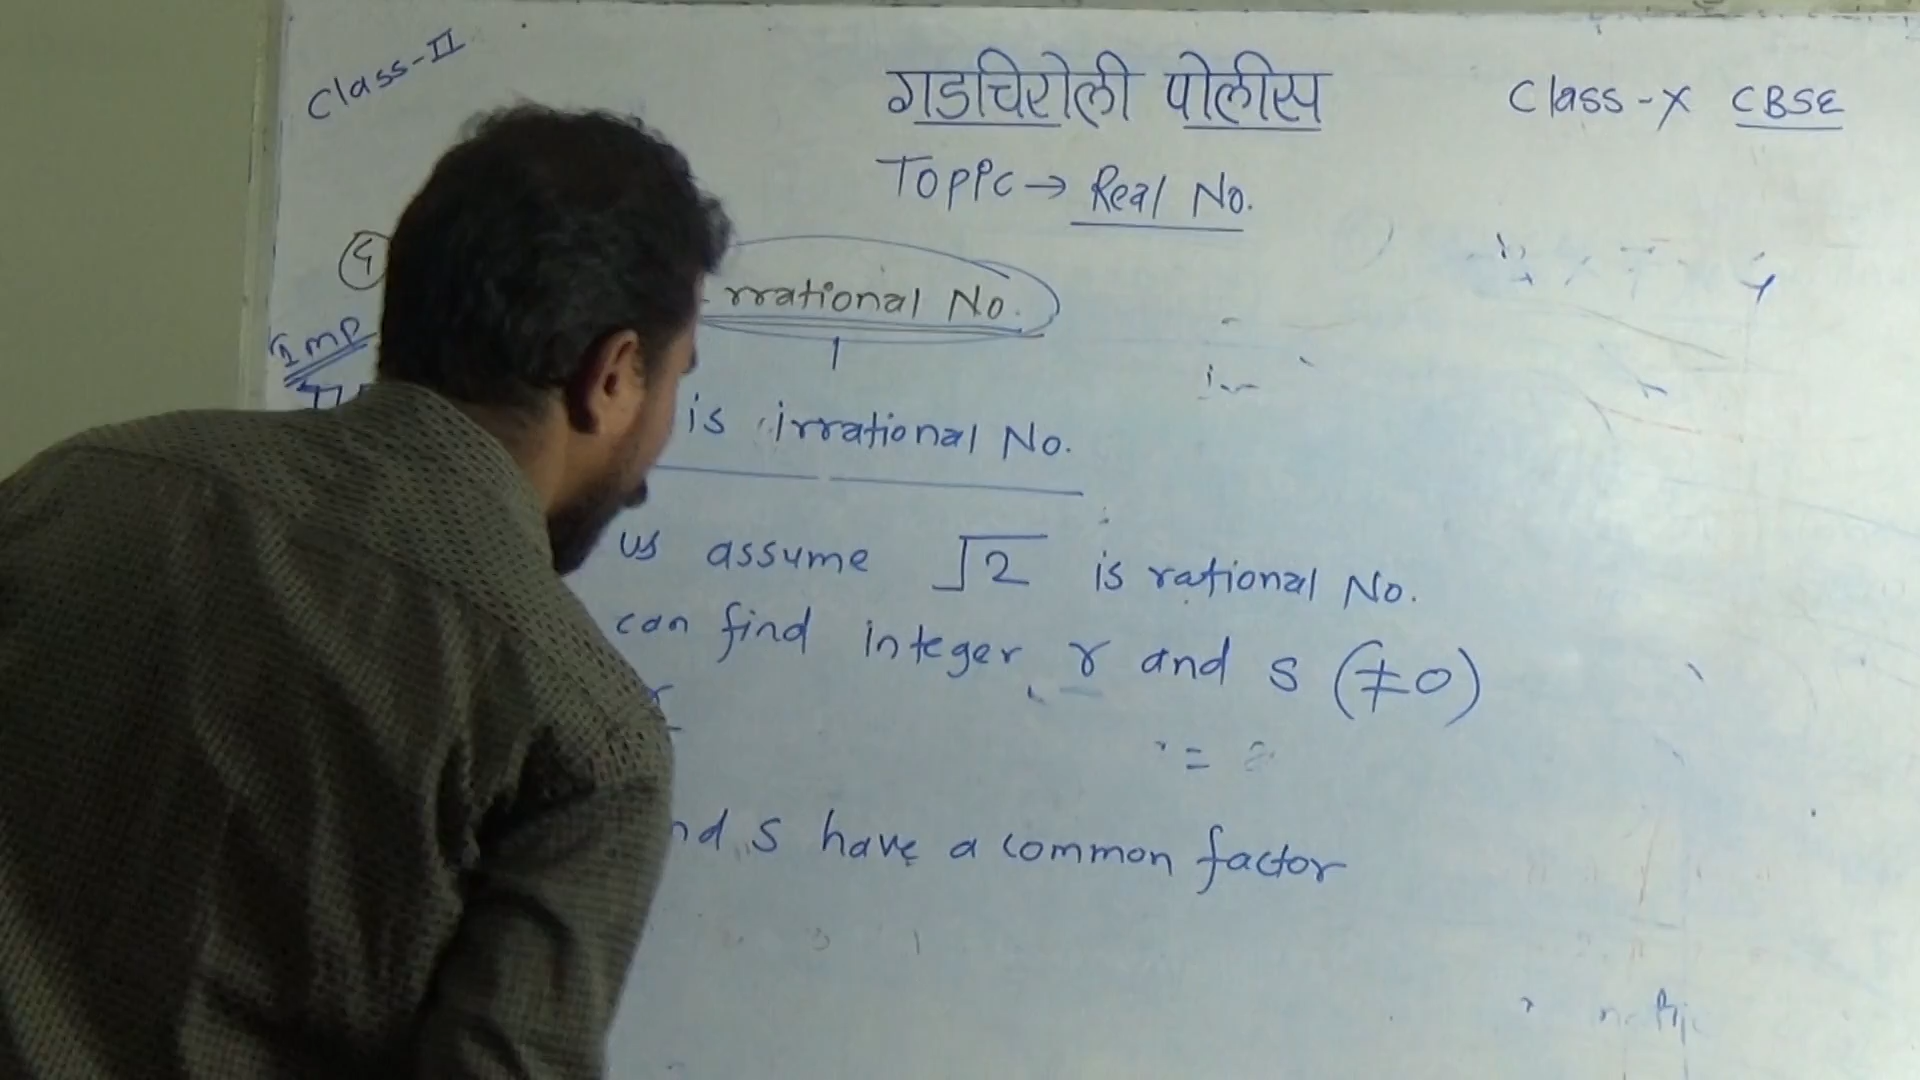 Class-II
गडचिरोली पोलीस
Class-X CBSE
Topic → Real No.
Imp
rrational No.
is irrational No.
us assume √2 is rational No.
can find integer r and s (≠0)
r
nd s have a common factor